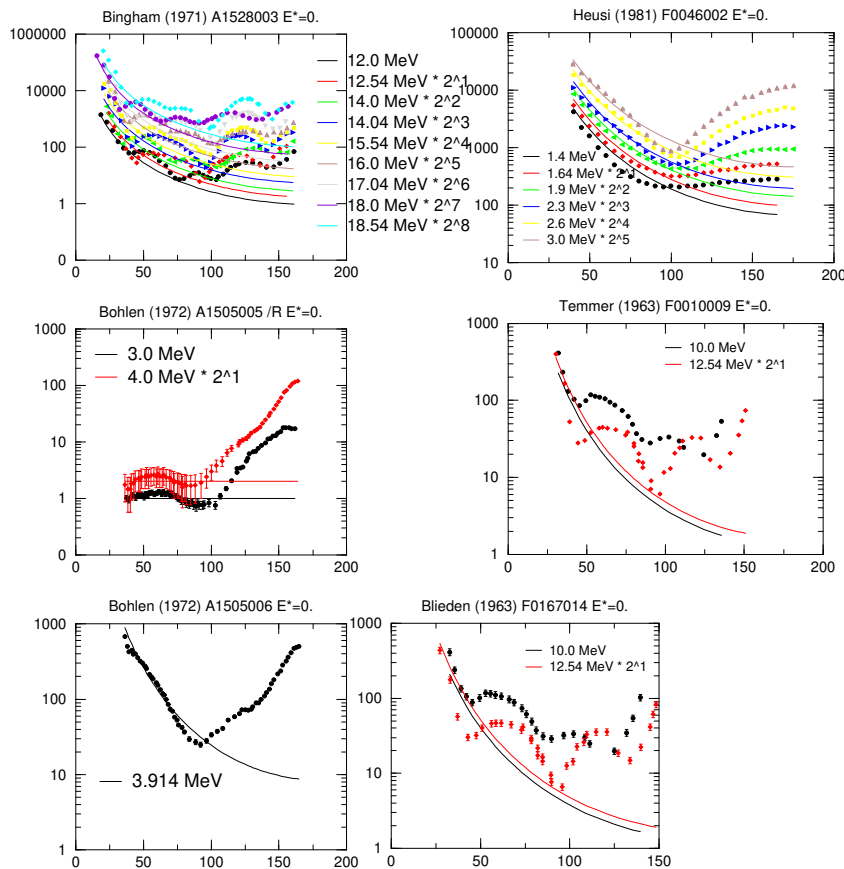 Bingham (1971) A1528003 E*=0.
1000000
10000
1000
100
1
0
0
50
100
150
200
12.0 MeV
12.54 MeV * 2^1
14.0 MeV * 2^2
14.04 MeV * 2^3
15.54 MeV * 2^4
16.0 MeV * 2^5
17.04 MeV * 2^6
18.0 MeV * 2^7
18.54 MeV * 2^8
Heusi (1981) F0046002 E*=0.
100000
10000
1000
100
10
0
50
100
150
200
1.4 MeV
1.64 MeV * 2^1
1.9 MeV * 2^2
2.3 MeV * 2^3
2.6 MeV * 2^4
3.0 MeV * 2^5
Bohlen (1972) A1505005 /R E*=0.
1000
100
10
1
0
0
50
100
150
200
3.0 MeV
4.0 MeV * 2^1
Temmer (1963) F0010009 E*=0.
1000
100
10
1
0
50
100
150
200
10.0 MeV
12.54 MeV * 2^1
Bohlen (1972) A1505006 E*=0.
1000
100
10
1
0
50
100
150
200
3.914 MeV
Blieden (1963) F0167014 E*=0.
1000
100
10
1
0
50
100
150
10.0 MeV
12.54 MeV * 2^1